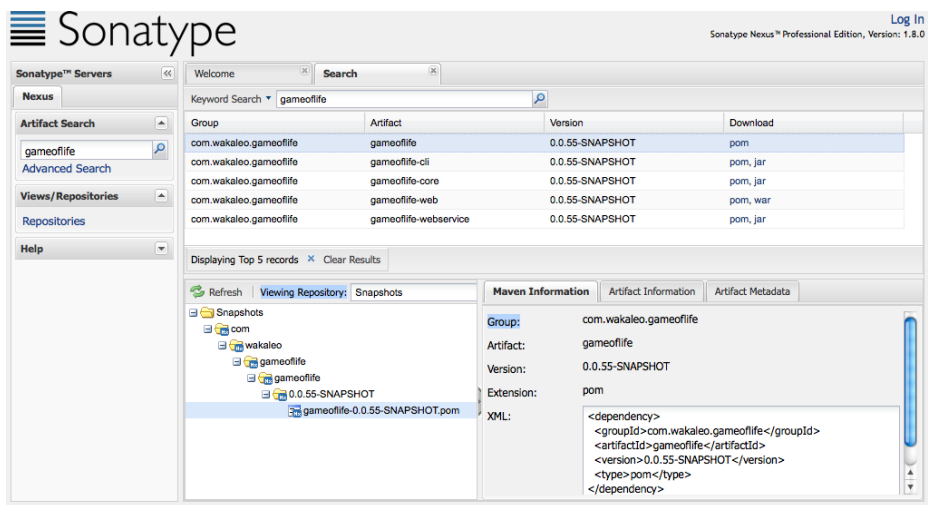 Sonatype
Log In
Sonatype Nexus™ Professional Edition, Version: 1.8.0
Sonatype™ Servers
Nexus
Artifact Search
gameoflife
Advanced Search
Views/Repositories
Repositories
Help
Welcome
Search
Keyword Search gameoflife
Group Artifact Version Download
com.wakaleo.gameoflife gameoflife 0.0.55-SNAPSHOT pom
com.wakaleo.gameoflife gameoflife-cli 0.0.55-SNAPSHOT pom, jar
com.wakaleo.gameoflife gameoflife-core 0.0.55-SNAPSHOT pom, jar
com.wakaleo.gameoflife gameoflife-web 0.0.55-SNAPSHOT pom, war
com.wakaleo.gameoflife gameoflife-webservice 0.0.55-SNAPSHOT pom, jar
Displaying Top 5 records Clear Results
Refresh Viewing Repository: Snapshots
Snapshots
com
wakaleo
gameoflife
gameoflife
0.0.55-SNAPSHOT
gameoflife-0.0.55-SNAPSHOT.pom
Maven Information Artifact Information Artifact Metadata
Group: com.wakaleo.gameoflife
Artifact: gameoflife
Version: 0.0.55-SNAPSHOT
Extension: pom
XML: <dependency>
<groupId>com.wakaleo.gameoflife</groupId>
<artifactId>gameoflife</artifactId>
<version>0.0.55-SNAPSHOT</version>
<type>pom</type>
</dependency>